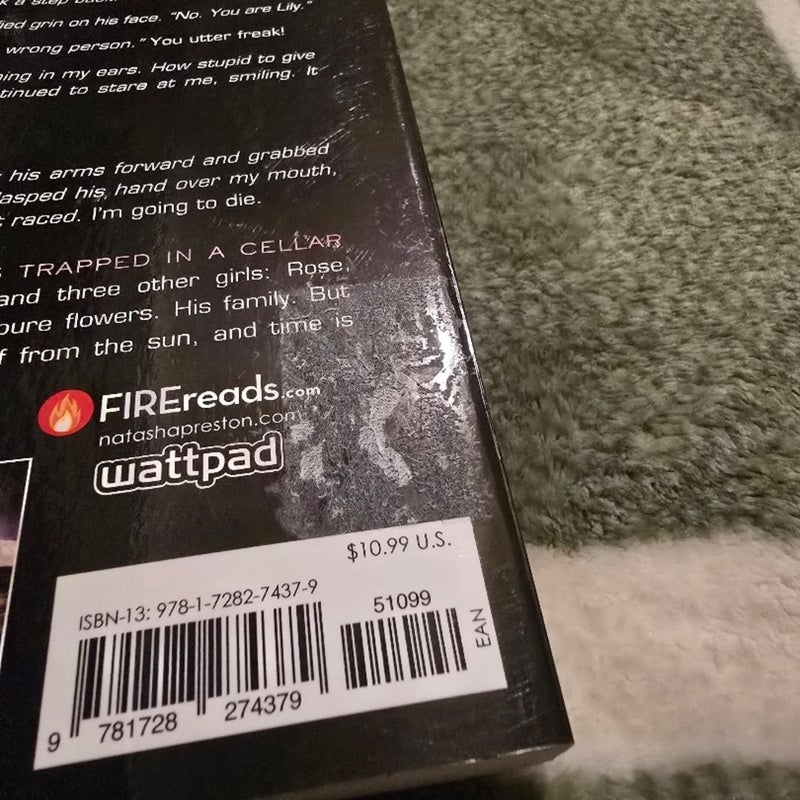 a step back.
ied grin on his face. "No. You are Lily."
wrong person." You utter freak!
ing in my ears. How stupid to give
tinued to stare at me, smiling. It
his arms forward and grabbed
lasped his hand over my mouth,
raced. I'm going to die.
TRAPPED IN A CELLAR
and three other girls: Rose,
pure flowers. His family. But
f from the sun, and time is
FIREreads.com
natashapreston.com
wattpad
$10.99 U.S.
ISBN-13: 978-1-7282-7437-9
51099
EAN
9 781728 274379